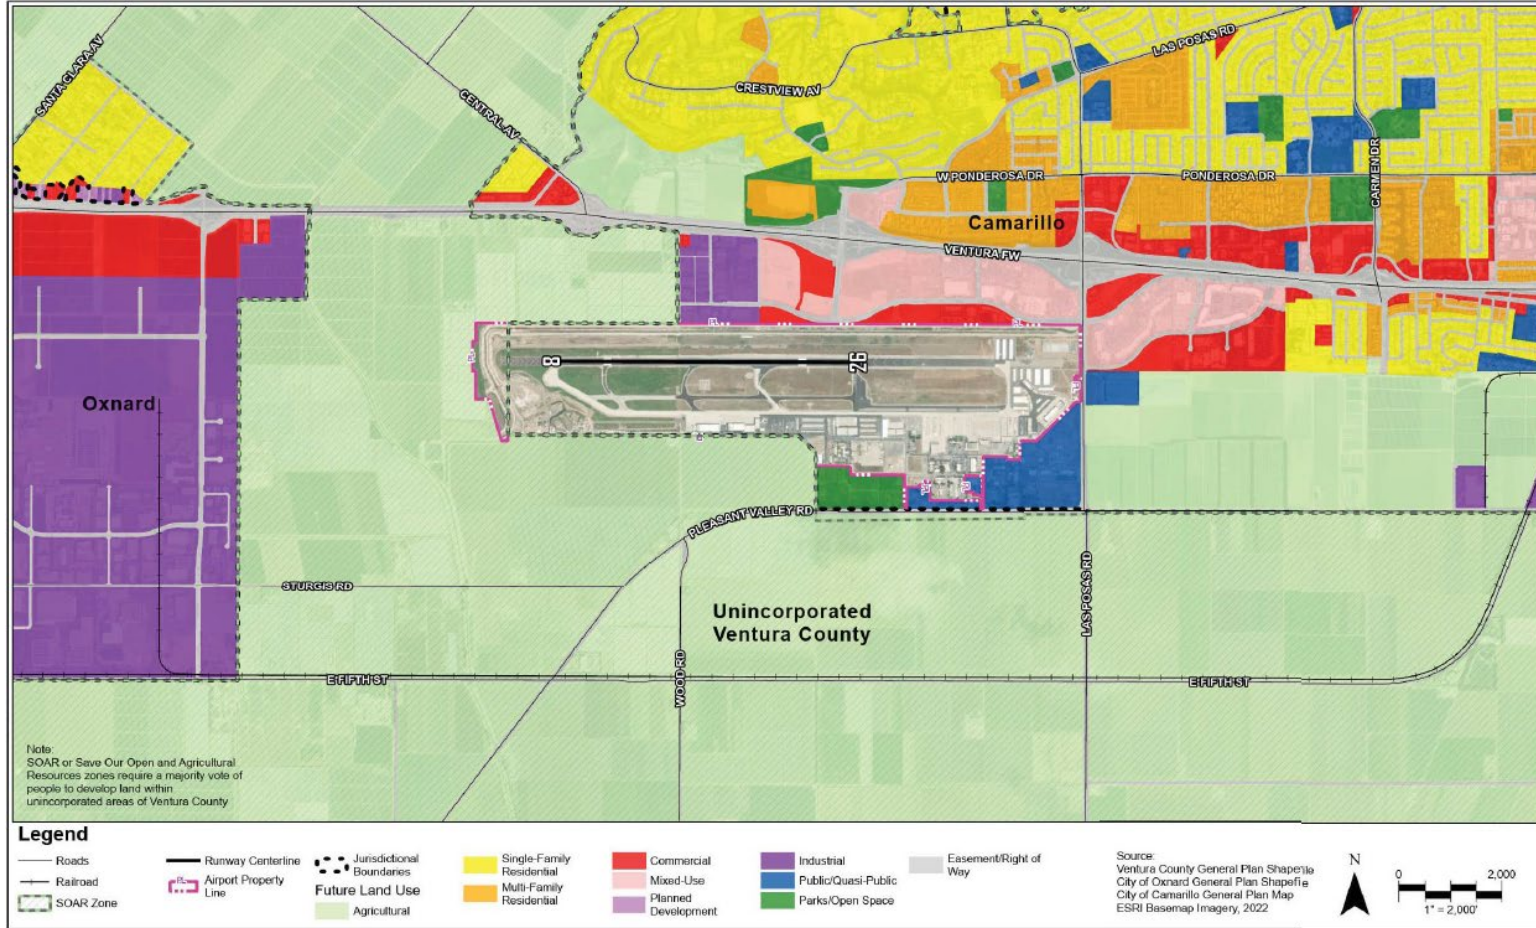 SANTA CLARA AV
CENTRAL AV
CRESTVIEW AV
LAS POSAS RD
W PONDEROSA DR
PONDEROSA DR
CARMEN DR
Camarillo
VENTURA FW
8
26
Oxnard
PLEASANT VALLEY RD
STURGIS RD
Unincorporated
Ventura County
LAS POSAS RD
WOOD RD
E FIFTH ST
E FIFTH ST
Note:
SOAR or Save Our Open and Agricultural
Resources zones require a majority vote of
people to develop land within
unincorporated areas of Ventura County
Legend
Roads
Railroad
SOAR Zone
Runway Centerline
PL
Airport Property
Line
Jurisdictional
Boundaries
Future Land Use
Agricultural
Single-Family
Residential
Multi-Family
Residential
Commercial
Mixed-Use
Planned
Development
Industrial
Public/Quasi-Public
Parks/Open Space
Easement/Right of
Way
Source:
Ventura County General Plan Shapefile
City of Oxnard General Plan Shapefile
City of Camarillo General Plan Map
ESRI Basemap Imagery, 2022
N
0 2,000
1" = 2,000'